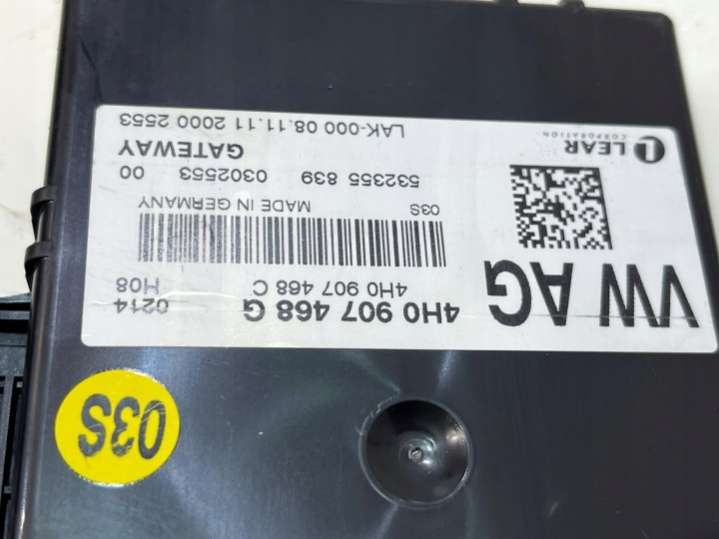 VW AG
4H0 907 468 G
0214
4H0 907 468 C
H08
03S
MADE IN GERMANY
532355 839
0302553
00
GATEWAY
LEAR
CORPORATION
LAK-000 08.11.11 2000 2553
03S